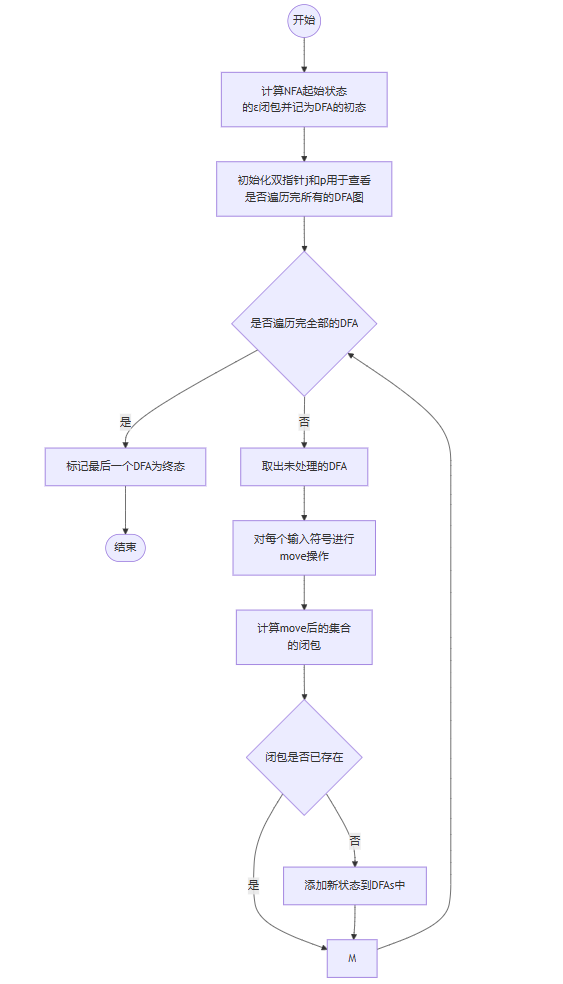 开始
计算NFA起始状态
的ε闭包并记为DFA的初态
初始化双指针j和p用于查看
是否遍历完所有的DFA图
是否遍历完全部的DFA
是
否
标记最后一个DFA为终态
取出未处理的DFA
结束
对每个输入符号进行
move操作
计算move后的集合
的闭包
闭包是否已存在
否
是
添加新状态到DFAs中
M